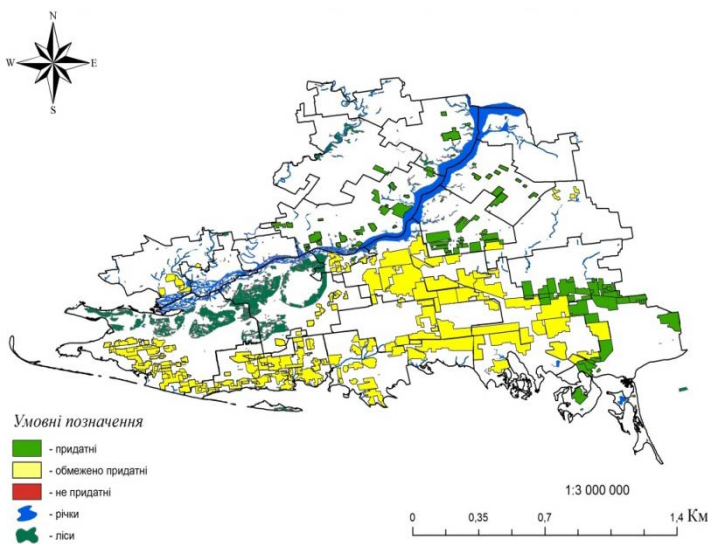 N
W
E
S
Умовні позначення
- придатні
- обмежено придатні
- не придатні
- річки
- ліси
1:3 000 000
0 0,35 0,7 1,4 Км